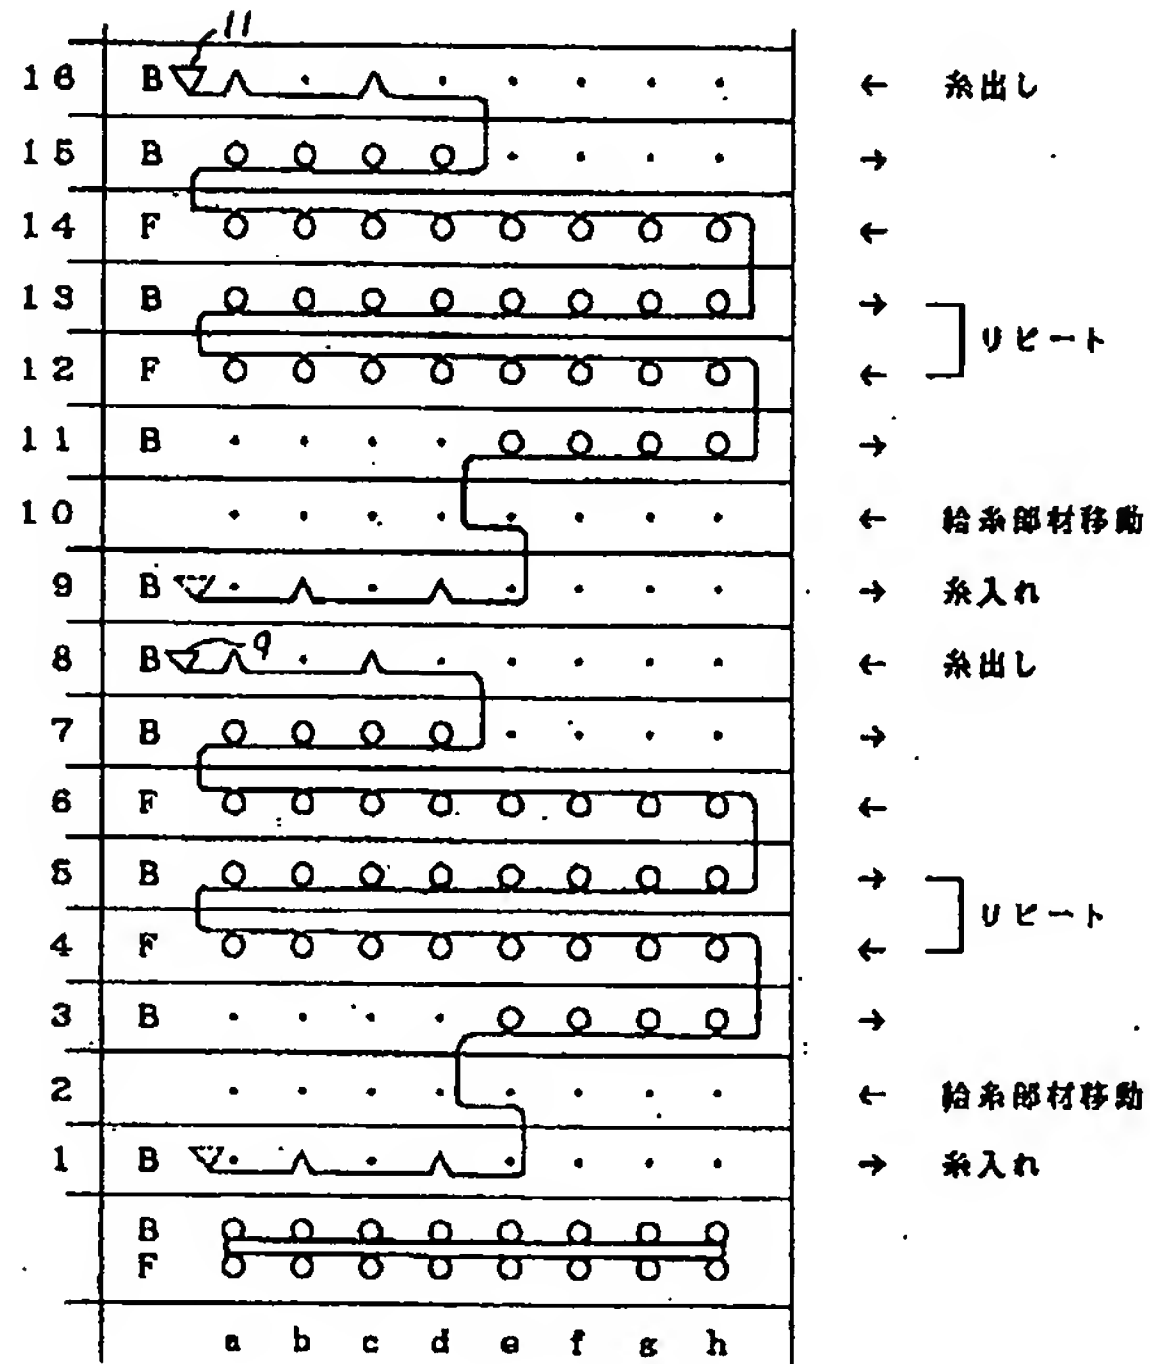 11
16 B ← 糸出し
15 B →
14 F ←
13 B →
リピート
12 F ←
11 B →
10 ← 給糸部材移動
9 B → 糸入れ
8 B 9 ← 糸出し
7 B →
6 F ←
5 B →
リピート
4 F ←
3 B →
2 ← 給糸部材移動
1 B → 糸入れ
B
F
a b c d e f g h